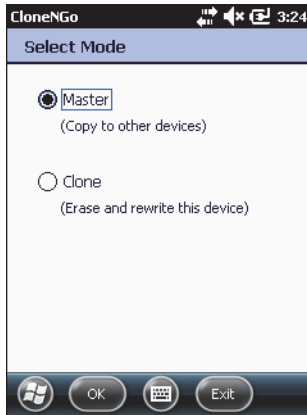 CloneNGo 3:24
Select Mode
Master
(Copy to other devices)
Clone
(Erase and rewrite this device)
OK Exit